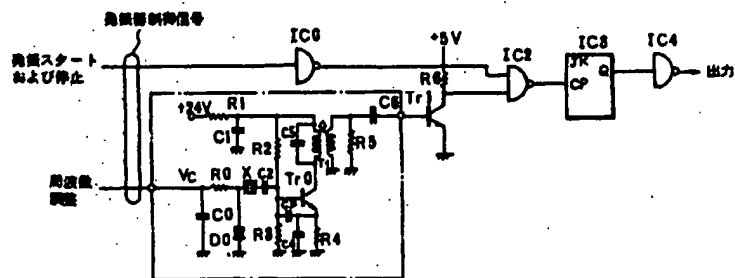 発振器制御信号
発振スタート
および停止
IC0
+5V
R6
IC2
IC3
JK
Q
CP
IC4
出力
+24V
R1
C1
R2
C5
T1
R5
C6
Tr1
周波数
調整
VC
R0
X
C2
Tr0
C0
D0
R3
C3
C4
R4